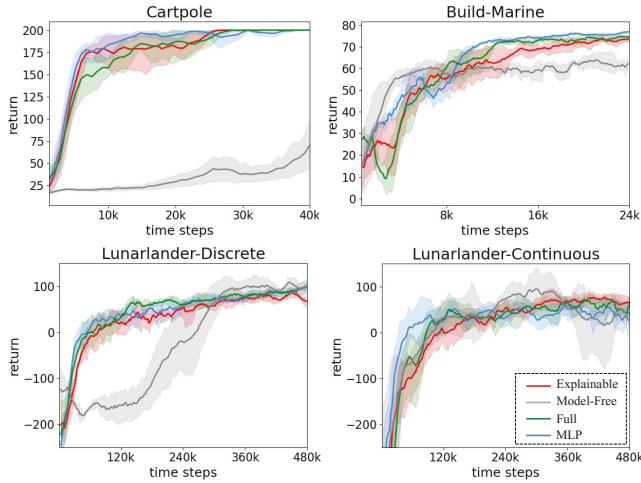 Cartpole
200
175
150
125
100
75
50
25
return
10k 20k 30k 40k
time steps
Build-Marine
80
70
60
50
40
30
20
10
0
return
8k 16k 24k
time steps
Lunarlander-Discrete
100
0
−100
−200
return
120k 240k 360k 480k
time steps
Lunarlander-Continuous
100
0
−100
−200
return
120k 240k 360k 480k
time steps
Explainable
Model-Free
Full
MLP